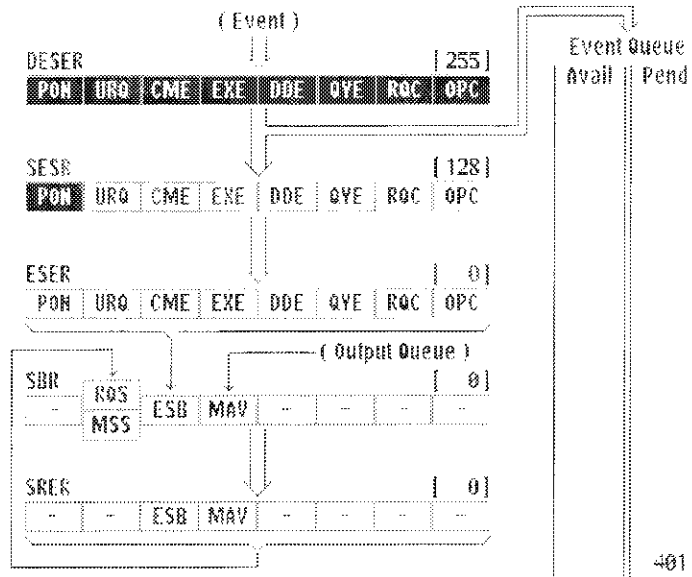 ( Event )
Event Queue
Avail Pend
DESER [ 255]
PON URQ CME EXE DDE QYE RQC OPC
SESR [ 128]
PON URQ CME EXE DDE QYE RQC OPC
ESER [ 0]
PON URQ CME EXE DDE QYE RQC OPC
( Output Queue )
SBR [ 0]
- RQS MSS ESB MAV - - - -
SRER [ 0]
- - ESB MAV - - - -
401